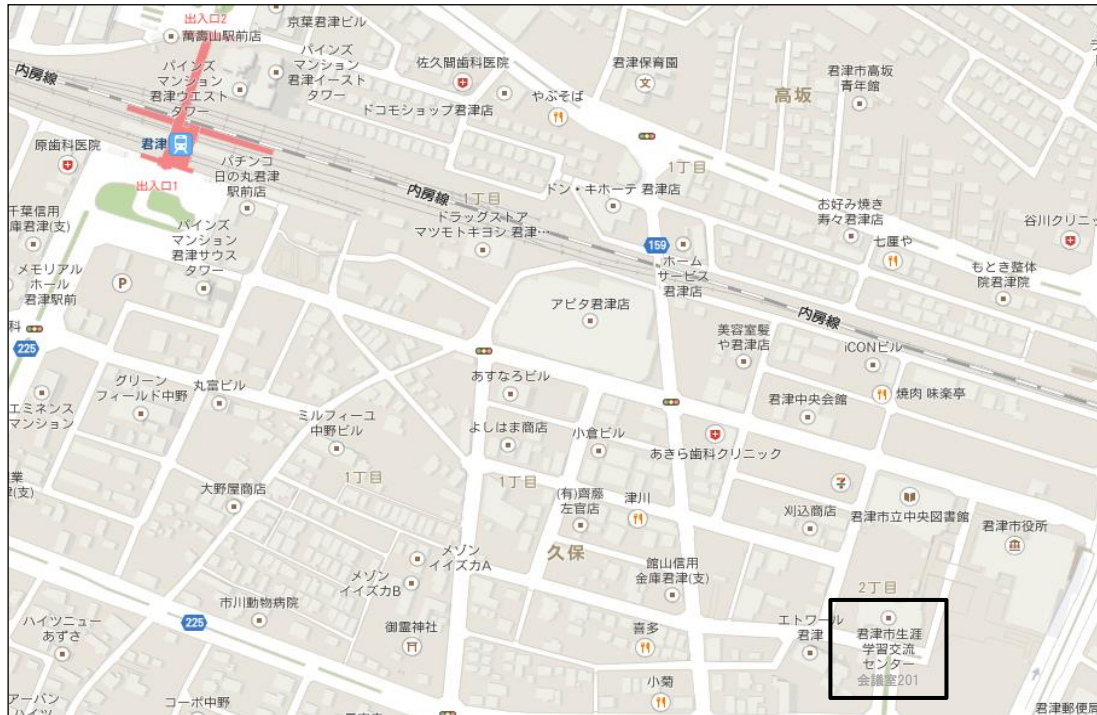 出入口2
萬壽山駅前店
京葉君津ビル
パインズ
マンション
君津イースト
タワー
パインズ
マンション
君津ウエスト
タワー
佐久間歯科医院
君津保育園
君津市高坂
青年館
高坂
やぶそば
ドコモショップ君津店
内房線
原歯科医院
君津
出入口1
パチンコ
日の丸君津
駅前店
内房線
1丁目
1丁目
ドン・キホーテ 君津店
お好み焼き
寿々君津店
谷川クリニッ
千葉信用
庫君津(支)
パインズ
マンション
君津サウス
タワー
ドラッグストア
マツモトキヨシ 君津…
159
ホーム
サービス
君津店
七厘や
もとき整体
院君津院
メモリアル
ホール
君津駅前
P
アピタ君津店
内房線
科
225
美容室髪
や君津店
iCONビル
グリーン
フィールド中野
丸富ビル
あすなろビル
焼肉 味楽亭
エミネンス
マンション
ミルフィーユ
中野ビル
よしはま商店
小倉ビル
君津中央会館
あきら歯科クリニック
業
(支)
大野屋商店
1丁目
1丁目
(有)齊藤
左官店
津川
刈込商店
君津市立中央図書館
君津市役所
久保
メゾン
イイズカA
メゾン
イイズカB
館山信用
金庫君津(支)
2丁目
市川動物病院
225
ハイツニュー
あずさ
御霊神社
喜多
エトワール
君津
君津市生涯
学習交流
センター
会議室201
アーバン
ハイツ
コーポ中野
小菊
君津郵便局